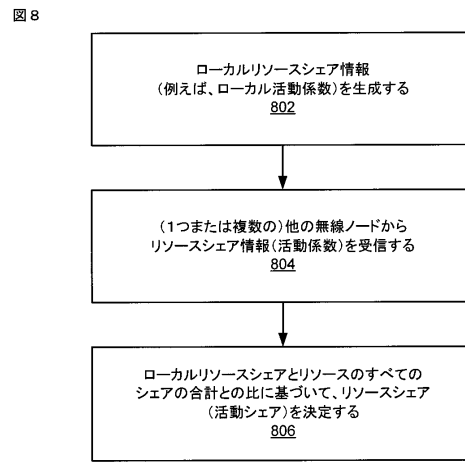 図８
ローカルリソースシェア情報
(例えば、ローカル活動係数)を生成する
802
(1つまたは複数の)他の無線ノードから
リソースシェア情報(活動係数)を受信する
804
ローカルリソースシェアとリソースのすべての
シェアの合計との比に基づいて、リソースシェア
(活動シェア)を決定する
806